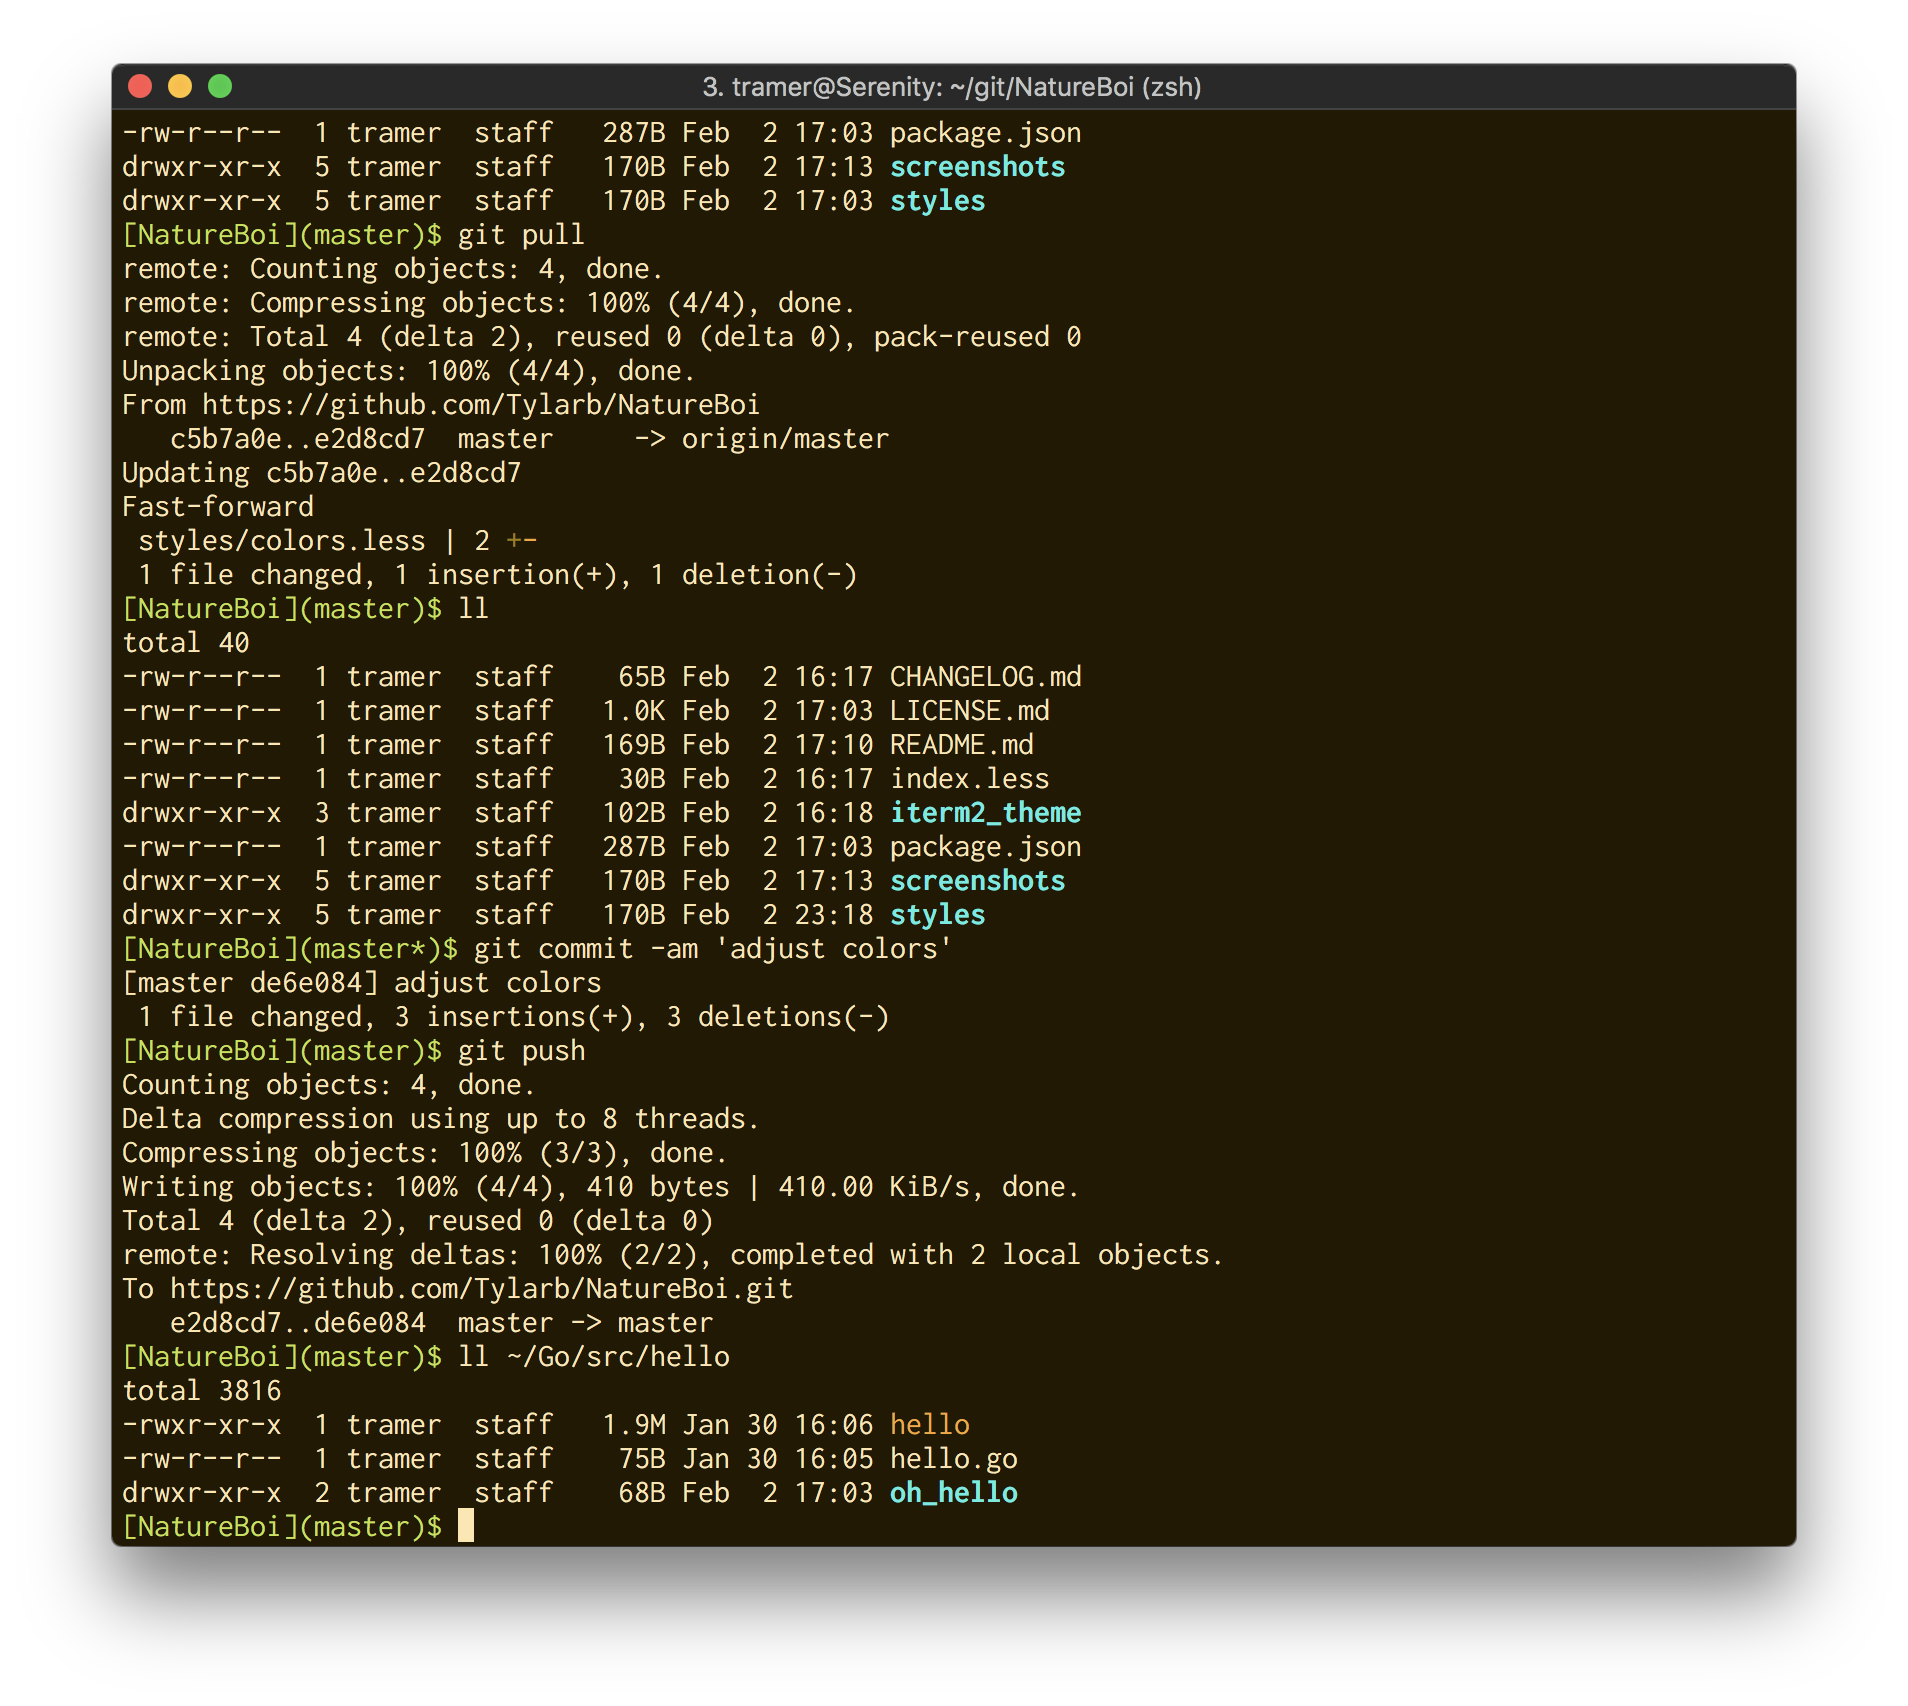 3. tramer@Serenity: ~/git/NatureBoi (zsh)
-rw-r--r--  1 tramer  staff   287B Feb  2 17:03 package.json
drwxr-xr-x  5 tramer  staff   170B Feb  2 17:13 screenshots
drwxr-xr-x  5 tramer  staff   170B Feb  2 17:03 styles
[NatureBoi](master)$ git pull
remote: Counting objects: 4, done.
remote: Compressing objects: 100% (4/4), done.
remote: Total 4 (delta 2), reused 0 (delta 0), pack-reused 0
Unpacking objects: 100% (4/4), done.
From https://github.com/Tylarb/NatureBoi
   c5b7a0e..e2d8cd7  master     -> origin/master
Updating c5b7a0e..e2d8cd7
Fast-forward
 styles/colors.less | 2 +-
 1 file changed, 1 insertion(+), 1 deletion(-)
[NatureBoi](master)$ ll
total 40
-rw-r--r--  1 tramer  staff    65B Feb  2 16:17 CHANGELOG.md
-rw-r--r--  1 tramer  staff   1.0K Feb  2 17:03 LICENSE.md
-rw-r--r--  1 tramer  staff   169B Feb  2 17:10 README.md
-rw-r--r--  1 tramer  staff    30B Feb  2 16:17 index.less
drwxr-xr-x  3 tramer  staff   102B Feb  2 16:18 iterm2_theme
-rw-r--r--  1 tramer  staff   287B Feb  2 17:03 package.json
drwxr-xr-x  5 tramer  staff   170B Feb  2 17:13 screenshots
drwxr-xr-x  5 tramer  staff   170B Feb  2 23:18 styles
[NatureBoi](master*)$ git commit -am 'adjust colors'
[master de6e084] adjust colors
 1 file changed, 3 insertions(+), 3 deletions(-)
[NatureBoi](master)$ git push
Counting objects: 4, done.
Delta compression using up to 8 threads.
Compressing objects: 100% (3/3), done.
Writing objects: 100% (4/4), 410 bytes | 410.00 KiB/s, done.
Total 4 (delta 2), reused 0 (delta 0)
remote: Resolving deltas: 100% (2/2), completed with 2 local objects.
To https://github.com/Tylarb/NatureBoi.git
   e2d8cd7..de6e084  master -> master
[NatureBoi](master)$ ll ~/Go/src/hello
total 3816
-rwxr-xr-x  1 tramer  staff   1.9M Jan 30 16:06 hello
-rw-r--r--  1 tramer  staff    75B Jan 30 16:05 hello.go
drwxr-xr-x  2 tramer  staff    68B Feb  2 17:03 oh_hello
[NatureBoi](master)$